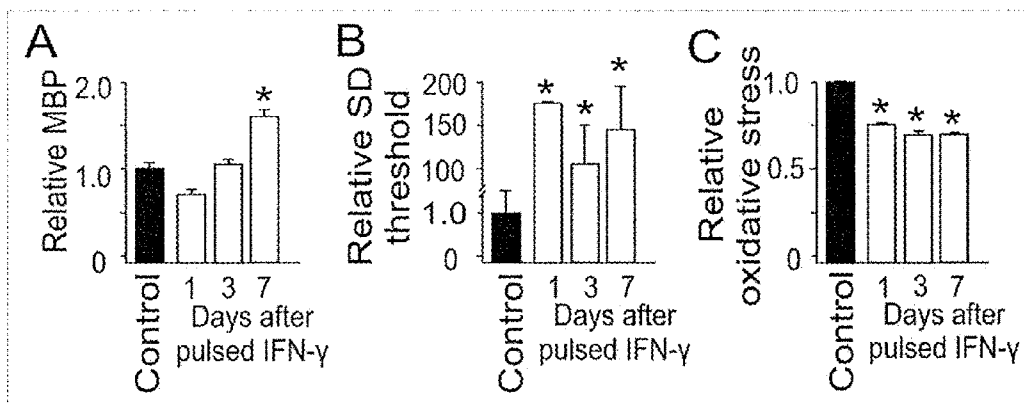 A
Relative MBP
2.0
1.0
0
*
Control
1 3 7
Days after
pulsed IFN-γ
B
Relative SD
threshold
200
150
100
1.0
0
* * *
Control
1 3 7
Days after
pulsed IFN-γ
C
Relative
oxidative stress
1.0
0.5
0
* * *
Control
1 3 7
Days after
pulsed IFN-γ